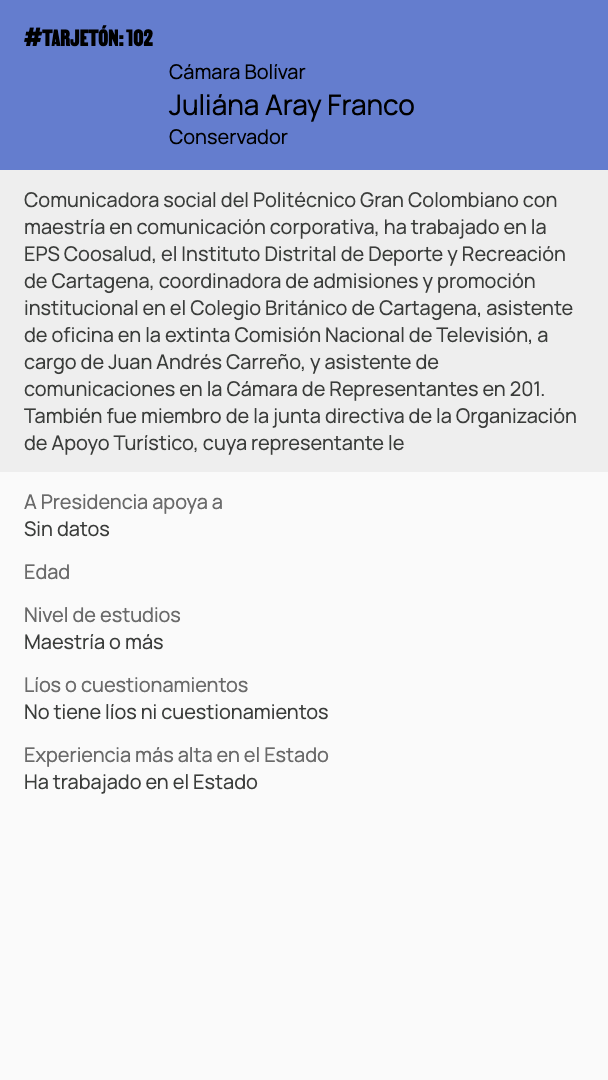 #TARJETÓN: 102
Cámara Bolívar
Juliána Aray Franco
Conservador
Comunicadora social del Politécnico Gran Colombiano con
maestría en comunicación corporativa, ha trabajado en la
EPS Coosalud, el Instituto Distrital de Deporte y Recreación
de Cartagena, coordinadora de admisiones y promoción
institucional en el Colegio Británico de Cartagena, asistente
de oficina en la extinta Comisión Nacional de Televisión, a
cargo de Juan Andrés Carreño, y asistente de
comunicaciones en la Cámara de Representantes en 201.
También fue miembro de la junta directiva de la Organización
de Apoyo Turístico, cuya representante le
A Presidencia apoya a
Sin datos
Edad
Nivel de estudios
Maestría o más
Líos o cuestionamientos
No tiene líos ni cuestionamientos
Experiencia más alta en el Estado
Ha trabajado en el Estado